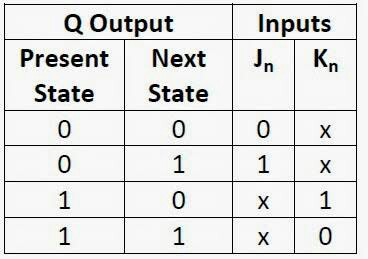 Q Output Inputs
Present State Next State Jn Kn
0 0 0 x
0 1 1 x
1 0 x 1
1 1 x 0